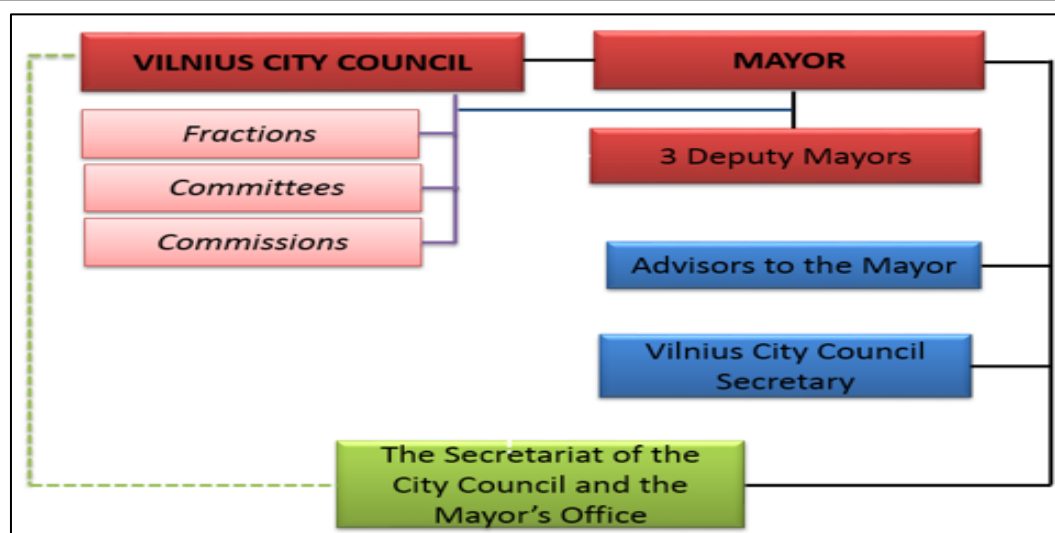 VILNIUS CITY COUNCIL
MAYOR
Fractions
3 Deputy Mayors
Committees
Commissions
Advisors to the Mayor
Vilnius City Council
Secretary
The Secretariat of the
City Council and the
Mayor's Office